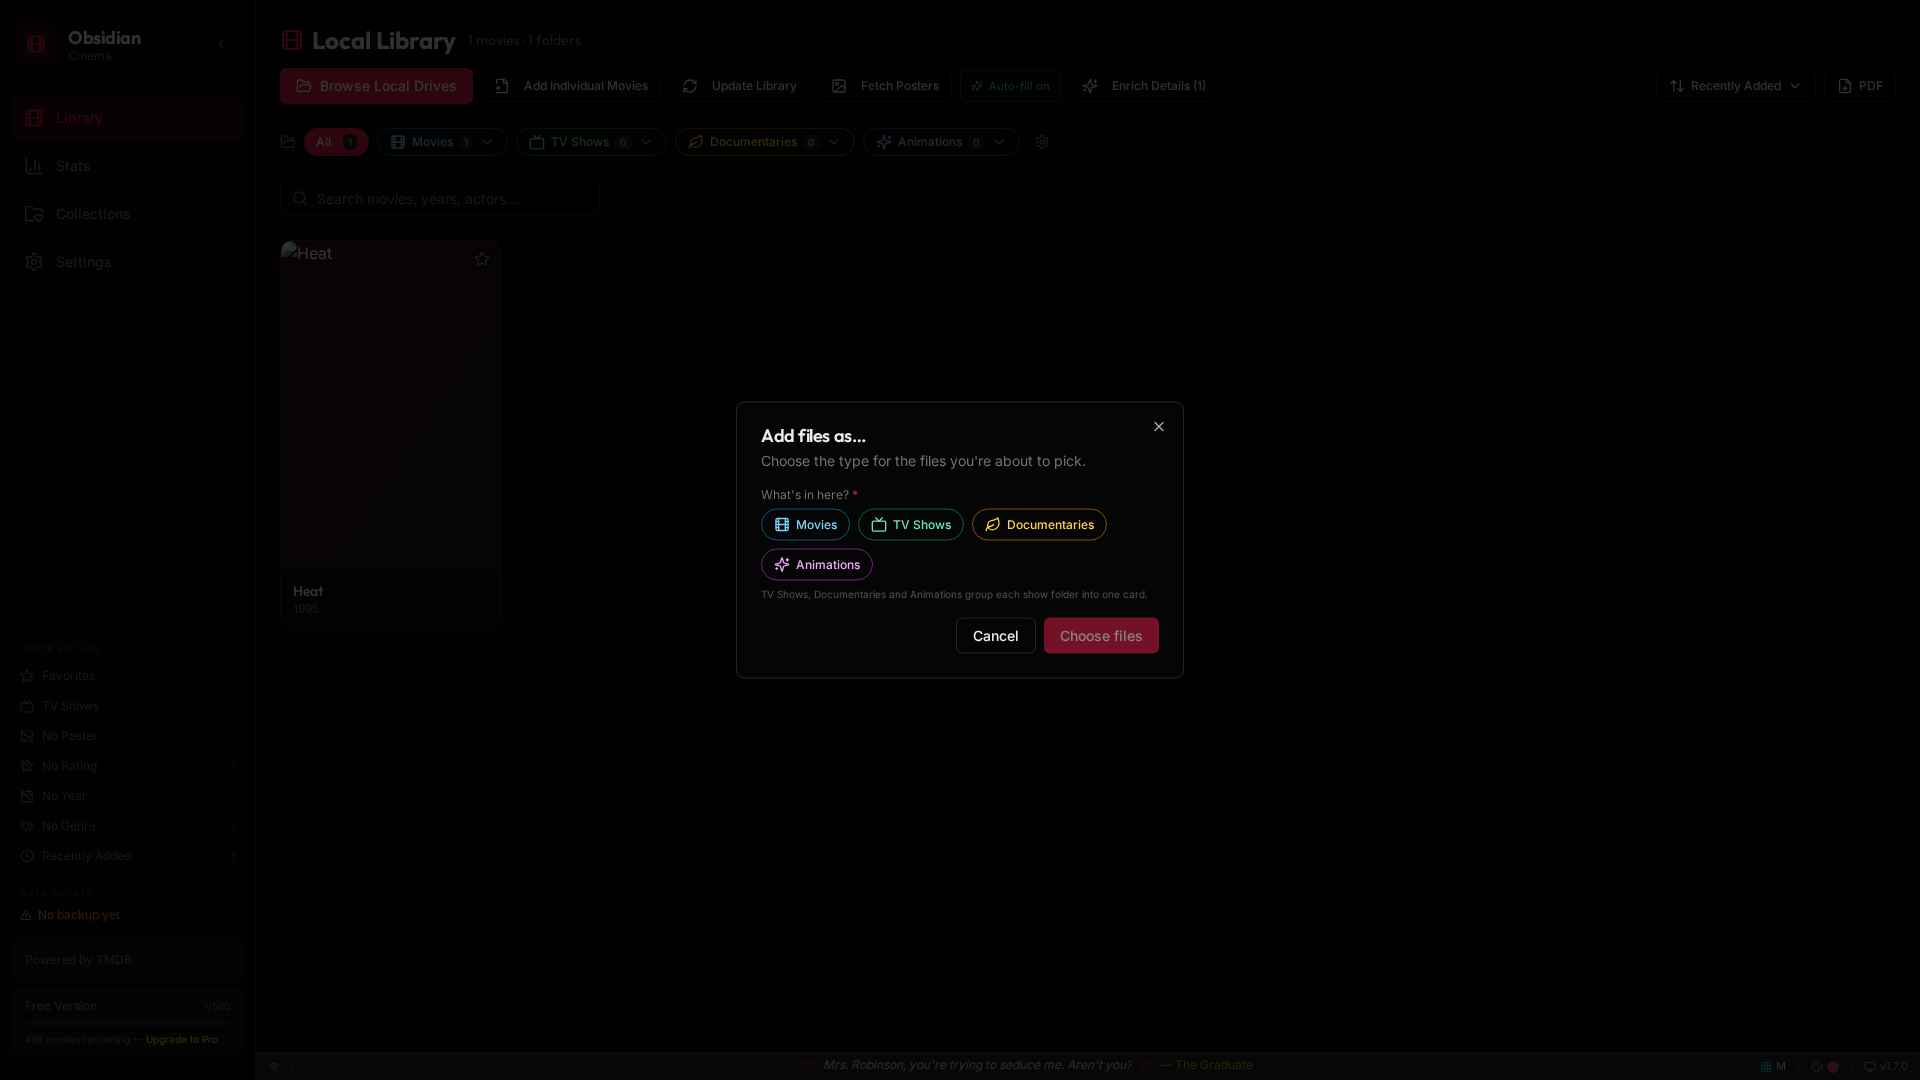 Obsidian
Cinema
Library
Stats
Collections
Settings
Favorites
TV Shows
No Poster
No Rating
No Year
No Genre
Recently Added
No backup yet
Powered by TMDB
Free Version
Upgrade to Pro
Local Library 1 movies · 1 folders
Browse Local Drives Add Individual Movies Update Library Fetch Posters Auto-fill on Enrich Details (1) Recently Added PDF
All 1 Movies 1 TV Shows 0 Documentaries 0 Animations 0
Search movies, years, actors...
Heat
Heat
1995
Add files as...
Choose the type for the files you're about to pick.
What's in here? *
Movies TV Shows Documentaries
Animations
TV Shows, Documentaries and Animations group each show folder into one card.
Cancel Choose files
Mrs. Robinson, you're trying to seduce me. Aren't you? — The Graduate
M v1.7.0